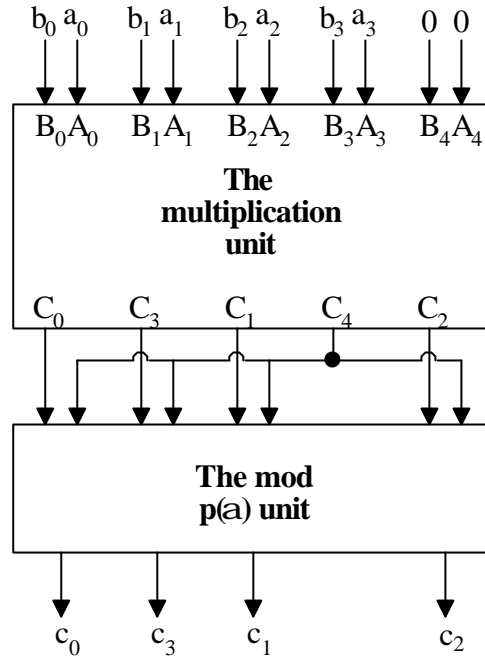 b₀ a₀ b₁ a₁ b₂ a₂ b₃ a₃ 0 0
B₀A₀ B₁A₁ B₂A₂ B₃A₃ B₄A₄
The
multiplication
unit
C₀ C₃ C₁ C₄ C₂
The mod
p(a) unit
c₀ c₃ c₁ c₂